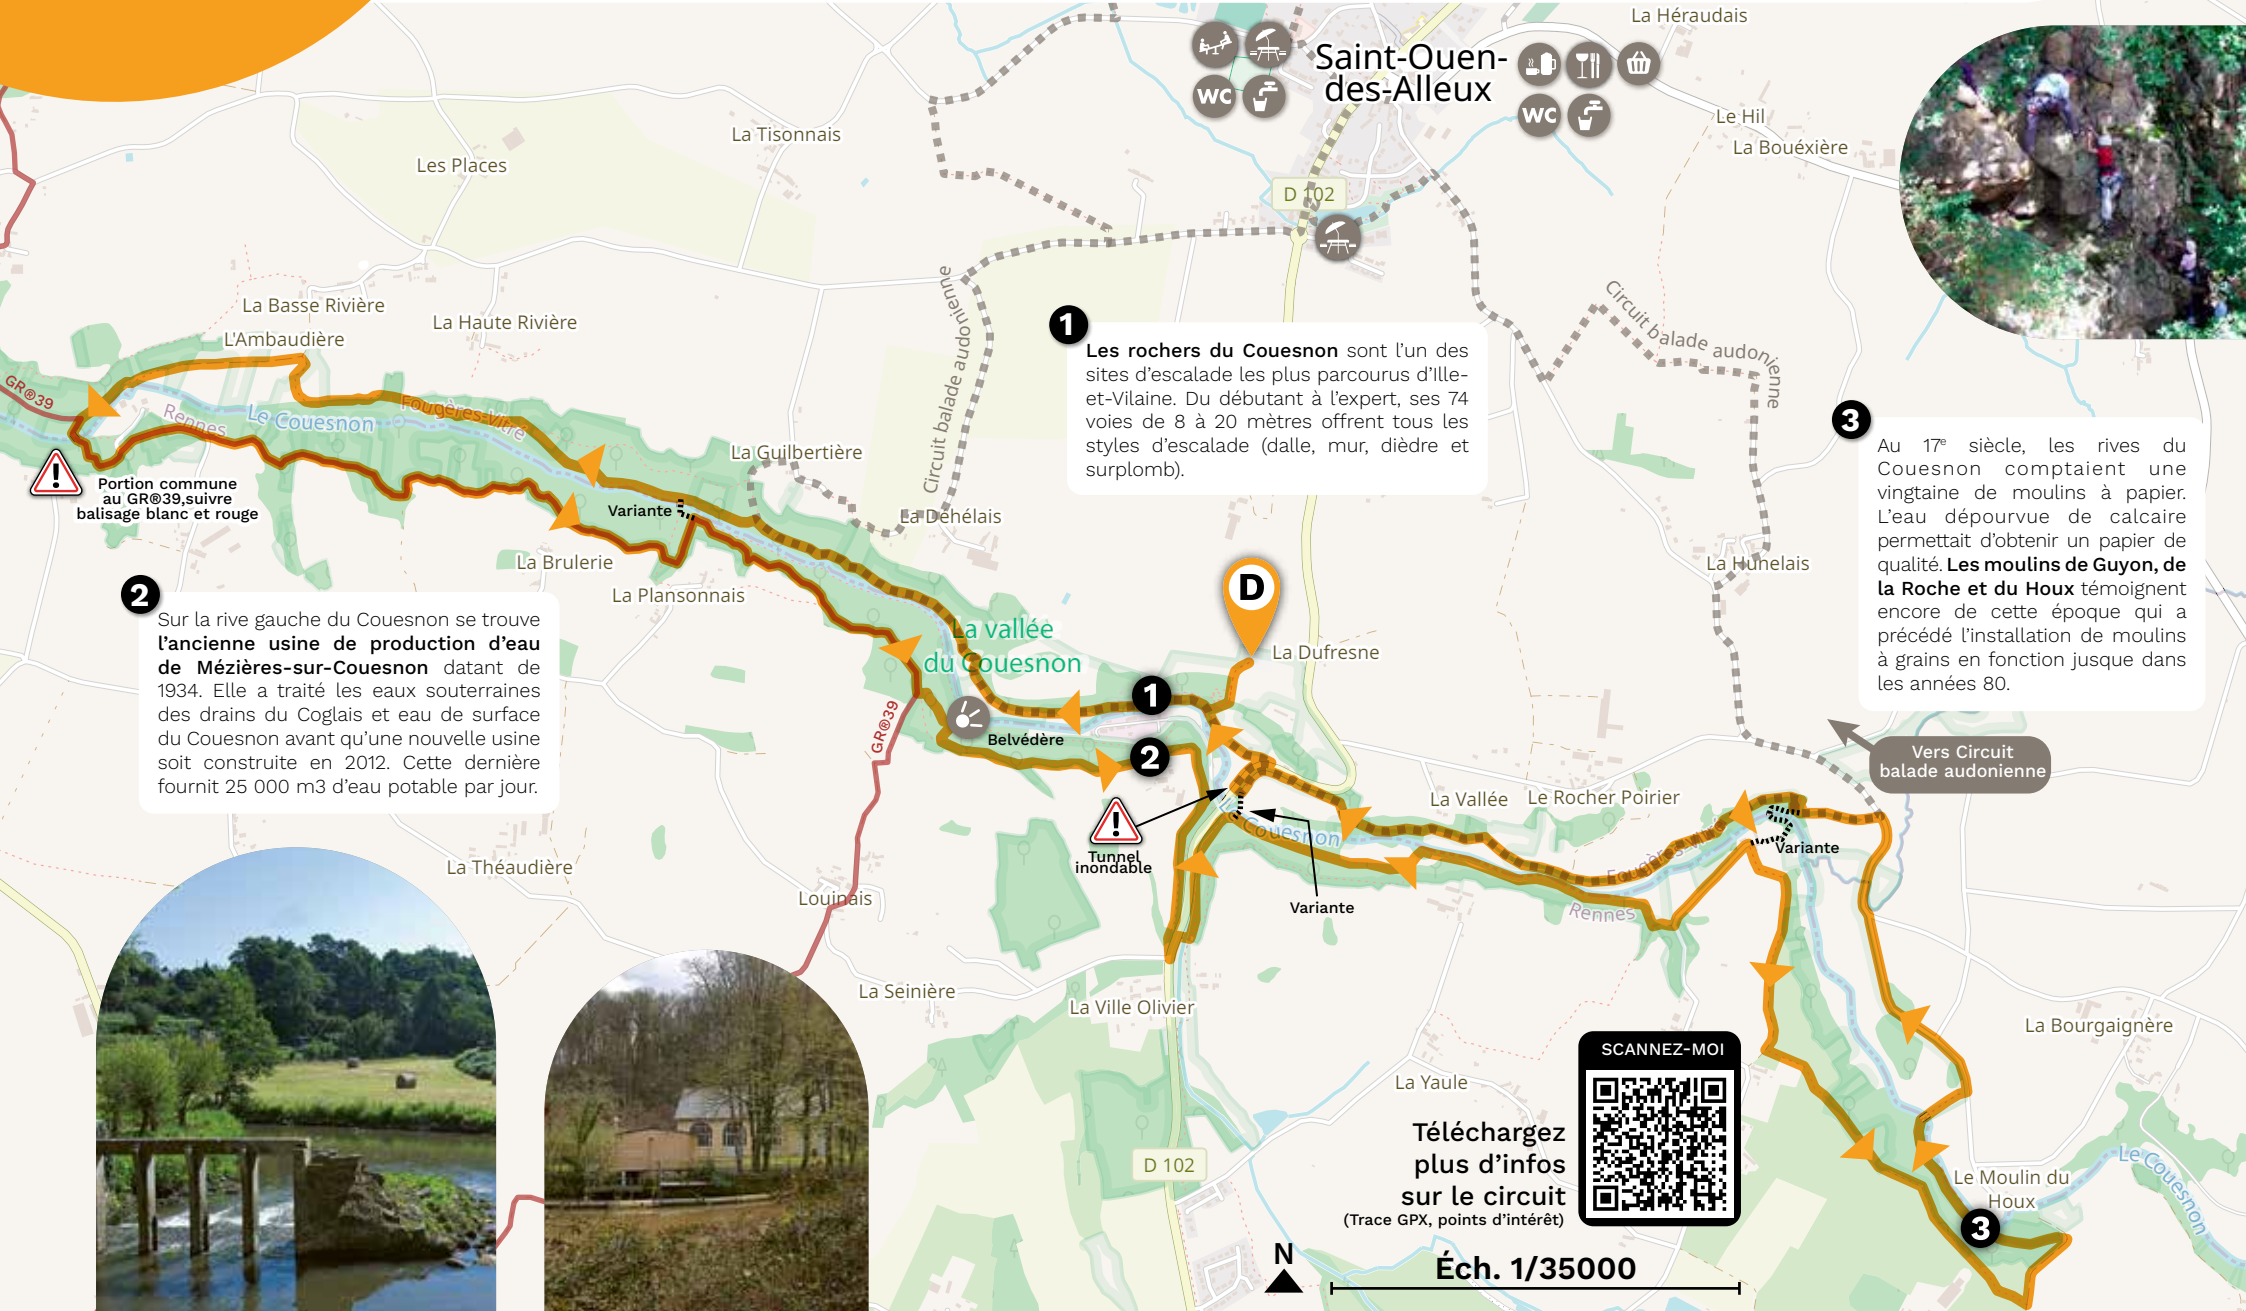 La Héraudais
Saint-Ouen-
des-Alleux
WC
WC
Le Hil
La Bouéxière
La Tisonnais
Les Places
D 102
La Basse Rivière
La Haute Rivière
L'Ambaudière
Circuit balade audonienne
Circuit balade audonienne
1
Les rochers du Couesnon sont l'un des
sites d'escalade les plus parcourus d'Ille-
et-Vilaine. Du débutant à l'expert, ses 74
voies de 8 à 20 mètres offrent tous les
styles d'escalade (dalle, mur, dièdre et
surplomb).
3
Au 17e siècle, les rives du
Couesnon comptaient une
vingtaine de moulins à papier.
L'eau dépourvue de calcaire
permettait d'obtenir un papier de
qualité. Les moulins de Guyon, de
la Roche et du Houx témoignent
encore de cette époque qui a
précédé l'installation de moulins
à grains en fonction jusque dans
les années 80.
GR®39
Rennes
Le Couesnon
Fougères-Vitré
La Guilbertière
Portion commune
au GR®39,suivre
balisage blanc et rouge
Variante
La Déhélais
La Brulerie
La Plansonnais
La Hunelais
2
Sur la rive gauche du Couesnon se trouve
l'ancienne usine de production d'eau
de Mézières-sur-Couesnon datant de
1934. Elle a traité les eaux souterraines
des drains du Coglais et eau de surface
du Couesnon avant qu'une nouvelle usine
soit construite en 2012. Cette dernière
fournit 25 000 m3 d'eau potable par jour.
La vallée
du Couesnon
D
La Dufresne
1
2
GR®39
Belvédère
Vers Circuit
balade audonienne
La Vallée
Le Rocher Poirier
Couesnon
Tunnel
inondable
Variante
Fougères-Vitré
Variante
Rennes
La Théaudière
Louinais
La Seinière
La Ville Olivier
La Bourgaignère
La Yaule
D 102
SCANNEZ-MOI
Téléchargez
plus d'infos
sur le circuit
(Trace GPX, points d'intérêt)
Le Moulin du
Houx
Le Couesnon
3
N
Éch. 1/35000